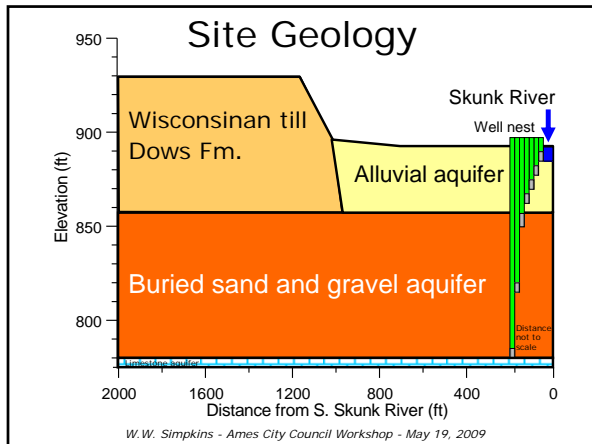 Site Geology
950
900
850
800
Elevation (ft)
Skunk River
Well nest
Wisconsinan till
Dows Fm.
Alluvial aquifer
Buried sand and gravel aquifer
Distance
not to
scale
Limestone aquifer
2000 1600 1200 800 400 0
Distance from S. Skunk River (ft)
W.W. Simpkins - Ames City Council Workshop - May 19, 2009